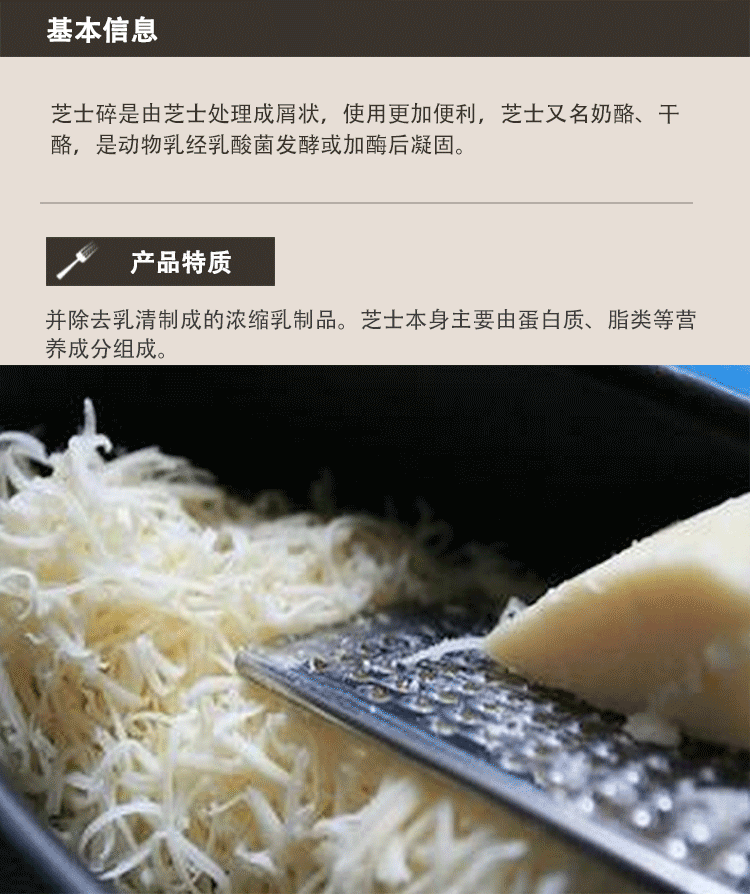 基本信息
芝士碎是由芝士处理成屑状，使用更加便利，芝士又名奶酪、干
酪，是动物乳经乳酸菌发酵或加酶后凝固。
产品特质
并除去乳清制成的浓缩乳制品。芝士本身主要由蛋白质、脂类等营
养成分组成。